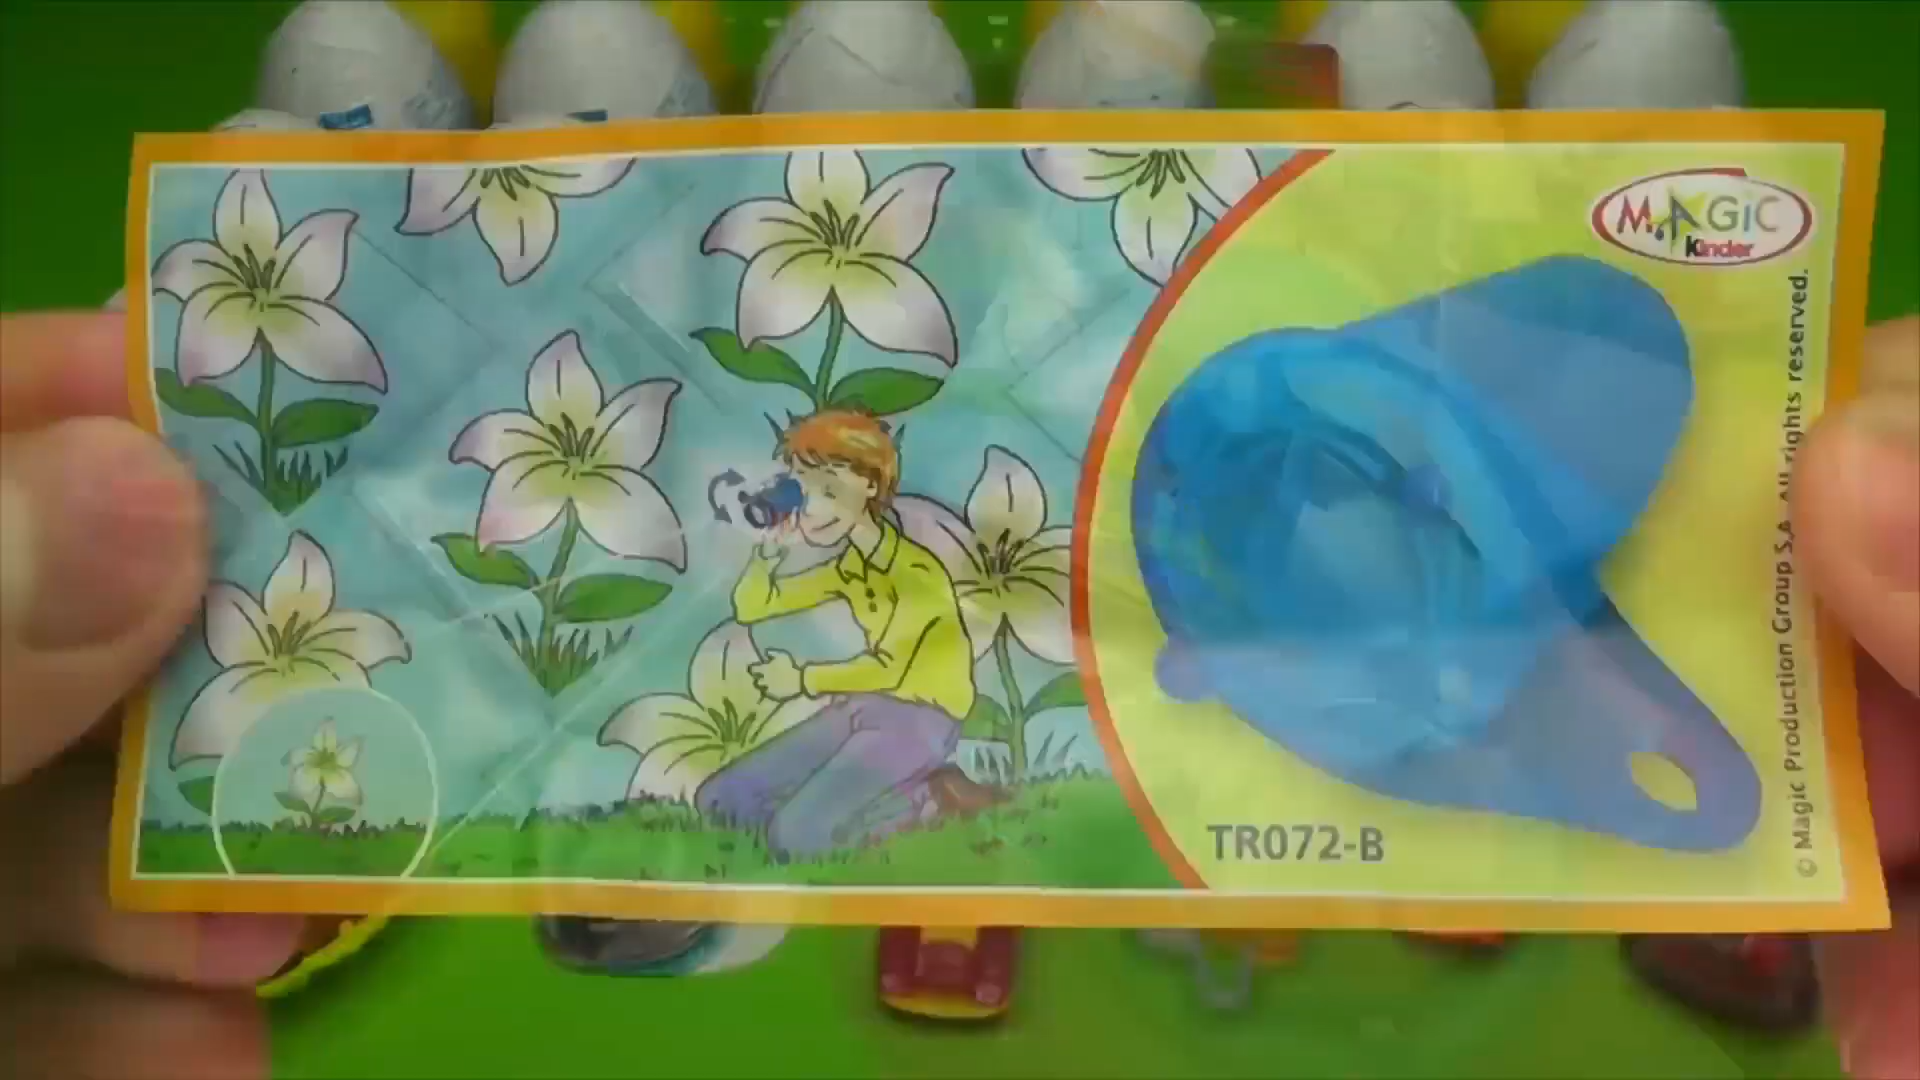 MAGIC
Kinder
© Magic Production Group S.A. All rights reserved.
TR072-B